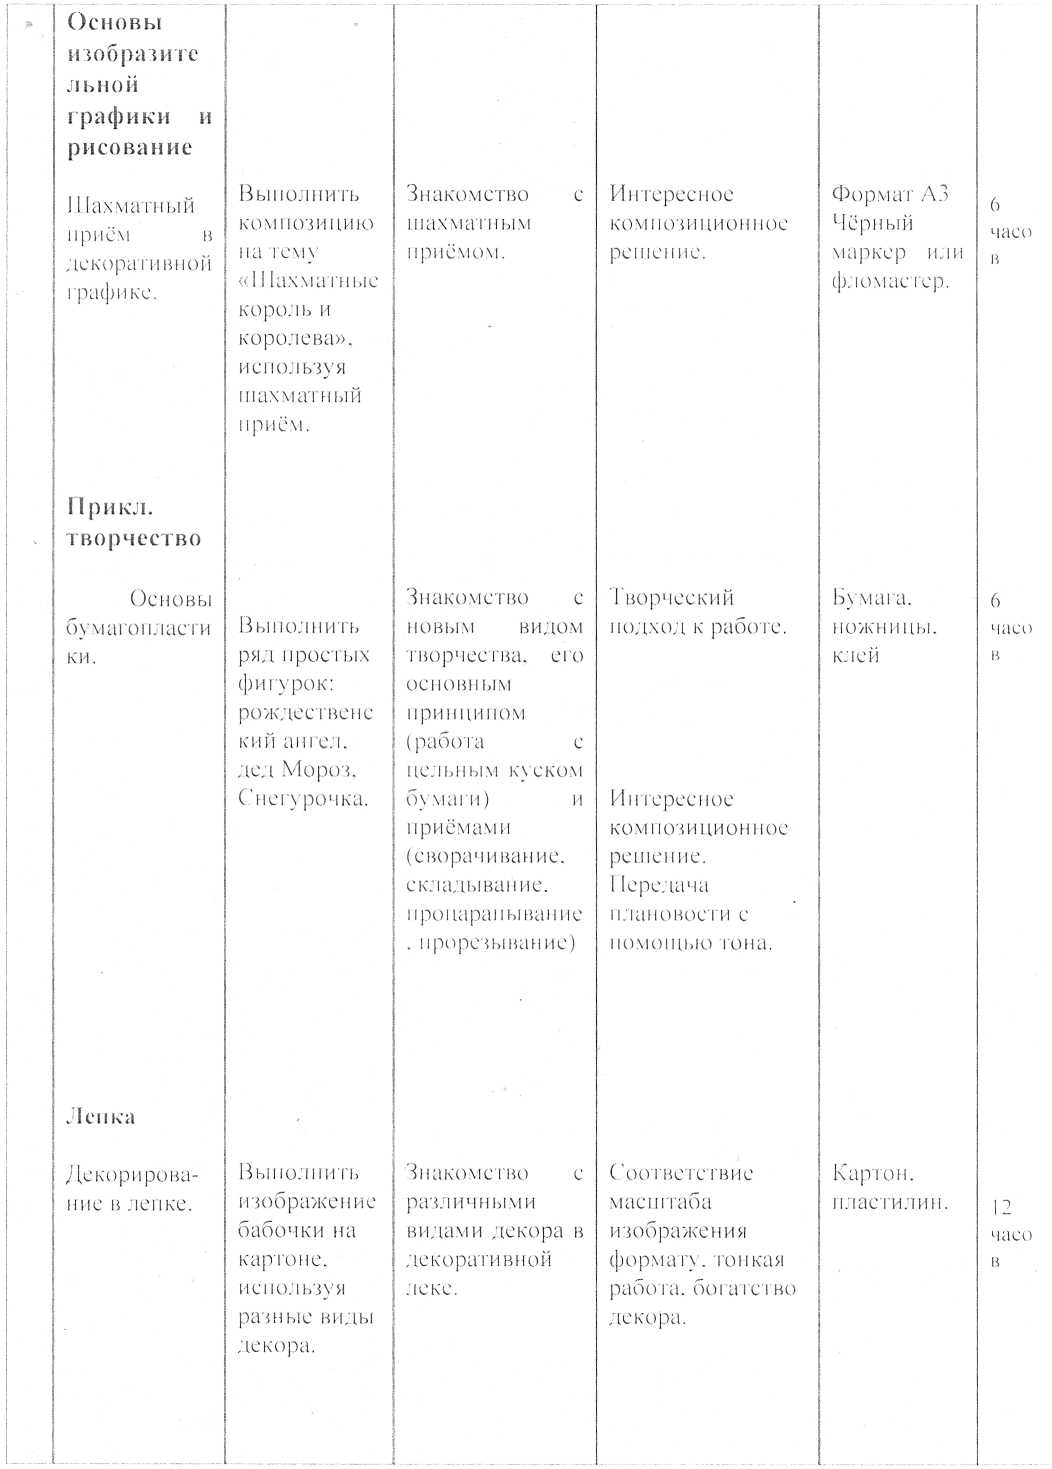 Основы
изобразите
льной
графики и
рисование
Шахматный
приём в
декоративной
графике.
Выполнить
композицию
на тему
«Шахматные
король и
королева»,
используя
шахматный
приём.
Знакомство с
шахматным
приёмом.
Интересное
композиционное
решение.
Формат А3
Чёрный
маркер или
фломастер.
6
часо
в
Прикл.
творчество
Основы
бумагопласти
ки.
Выполнить
ряд простых
фигурок:
рождественс
кий ангел,
дед Мороз,
Снегурочка.
Знакомство с
новым видом
творчества, его
основным
принципом
(работа с
цельным куском
бумаги) и
приёмами
(сворачивание,
складывание,
процарапывание
, прорезывание)
Творческий
подход к работе.
Интересное
композиционное
решение.
Передача
плановости с
помощью тона.
Бумага,
ножницы,
клей
6
часо
в
Лепка
Декорирова-
ние в лепке.
Выполнить
изображение
бабочки на
картоне,
используя
разные виды
декора.
Знакомство с
различными
видами декора в
декоративной
леке.
Соответствие
масштаба
изображения
формату, тонкая
работа, богатство
декора.
Картон,
пластилин.
12
часо
в